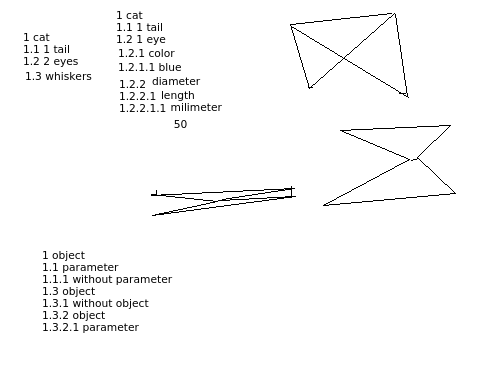 1 cat
1.1 1 tail
1.2 2 eyes
1.3 whiskers
1 cat
1.1 1 tail
1.2 1 eye
1.2.1 color
1.2.1.1 blue
1.2.2 diameter
1.2.2.1 length
1.2.2.1.1 milimeter
50
1 object
1.1 parameter
1.1.1 without parameter
1.3 object
1.3.1 without object
1.3.2 object
1.3.2.1 parameter